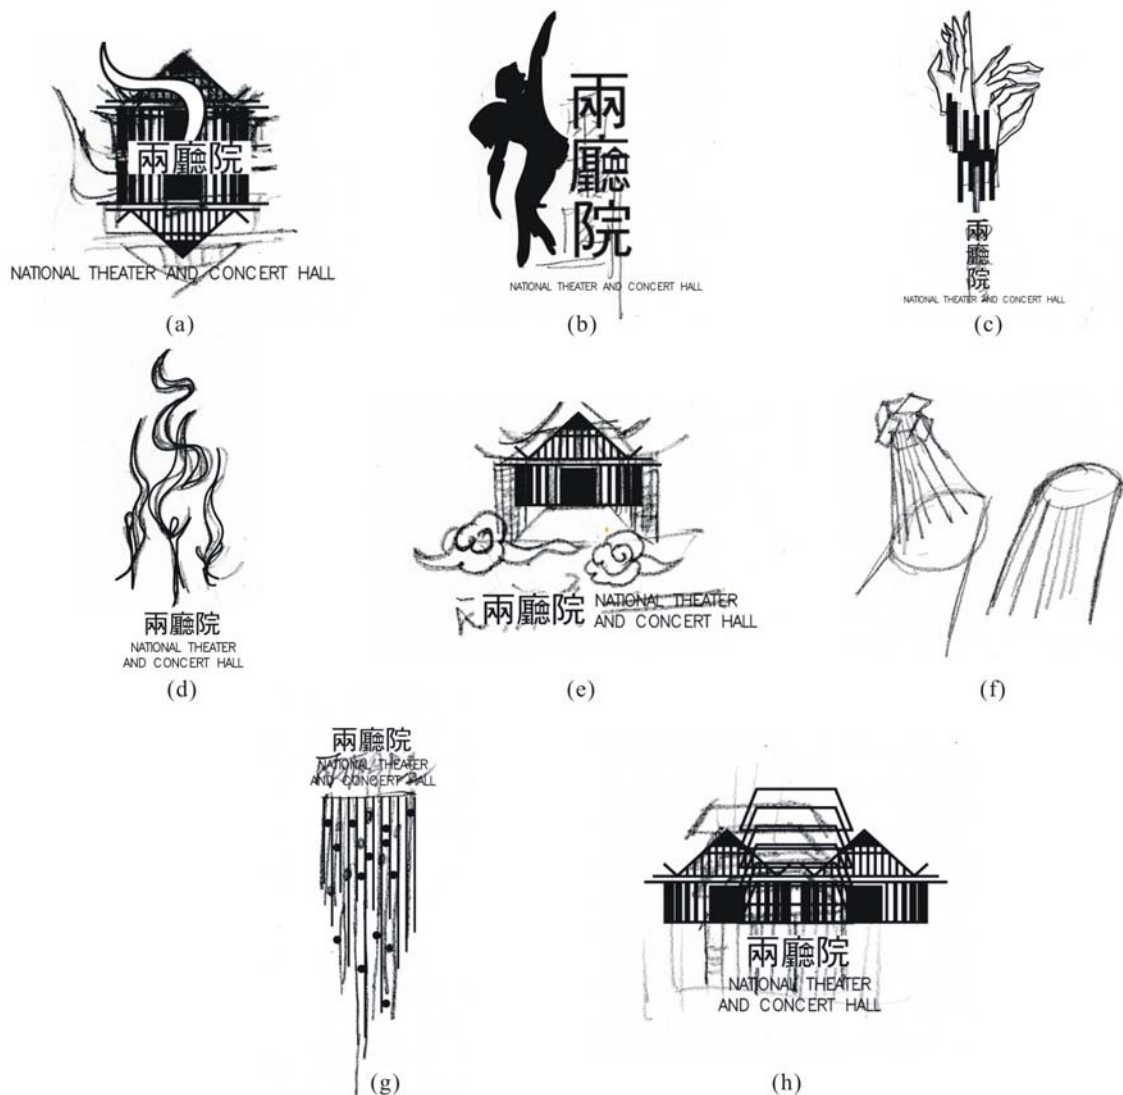 兩廳院
NATIONAL THEATER AND CONCERT HALL
(a)
兩
廳
院
NATIONAL THEATER AND CONCERT HALL
(b)
兩
廳
院
NATIONAL THEATER AND CONCERT HALL
(c)
兩廳院
NATIONAL THEATER
AND CONCERT HALL
(d)
兩廳院
NATIONAL THEATER
AND CONCERT HALL
(e)
(f)
兩廳院
NATIONAL THEATER
AND CONCERT HALL
(g)
兩廳院
NATIONAL THEATER
AND CONCERT HALL
(h)